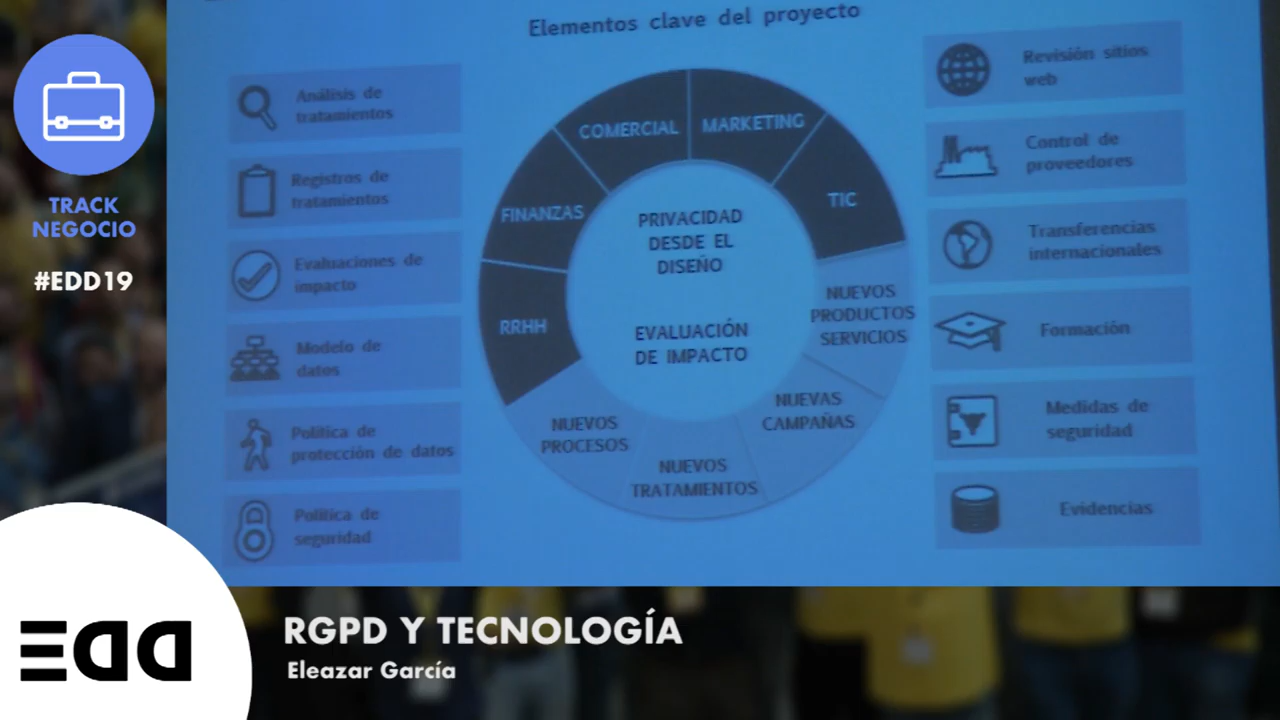 Elementos clave del proyecto
TRACK
NEGOCIO
#EDD19
Análisis de
tratamientos
Registros de
tratamientos
Evaluaciones de
impacto
Modelo de
datos
Política de
protección de datos
Política de
seguridad
COMERCIAL
MARKETING
FINANZAS
TIC
RRHH
PRIVACIDAD
DESDE EL
DISEÑO
EVALUACIÓN
DE IMPACTO
NUEVOS
PRODUCTOS
SERVICIOS
NUEVAS
CAMPAÑAS
NUEVOS
PROCESOS
NUEVOS
TRATAMIENTOS
Revisión sitios
web
Control de
proveedores
Transferencias
internacionales
Formación
Medidas de
seguridad
Evidencias
EDD
RGPD Y TECNOLOGÍA
Eleazar García